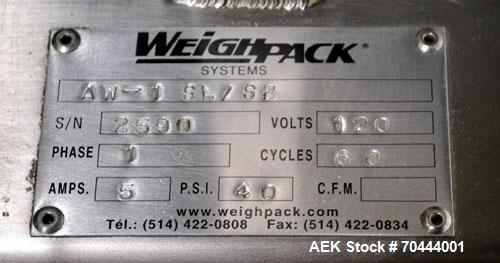 WEIGHPACK®
SYSTEMS
AW-1 SL/S2
S/N 2500 VOLTS 120
PHASE 1 CYCLES 60
AMPS. 5 P.S.I. 40 C.F.M.
www.weighpack.com
Tél.: (514) 422-0808 Fax: (514) 422-0834
AEK Stock # 70444001